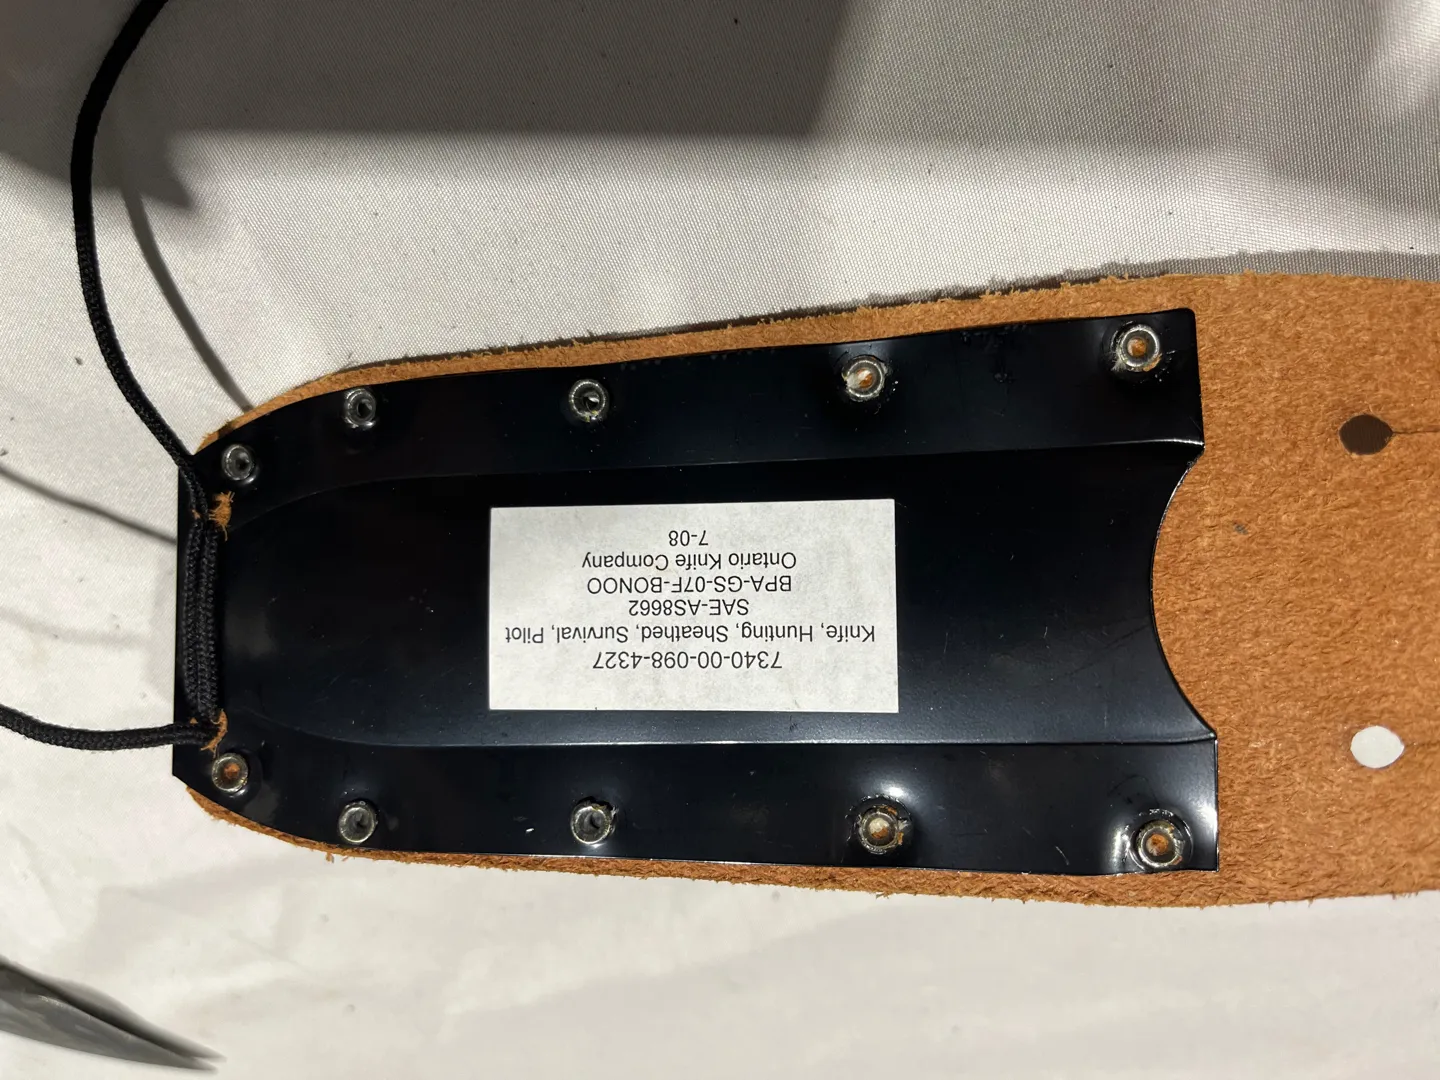 7340-00-098-4327
Knife, Hunting, Sheathed, Survival, Pilot
SAE-AS8662
BPA-GS-07F-BONOO
Ontario Knife Company
7-08